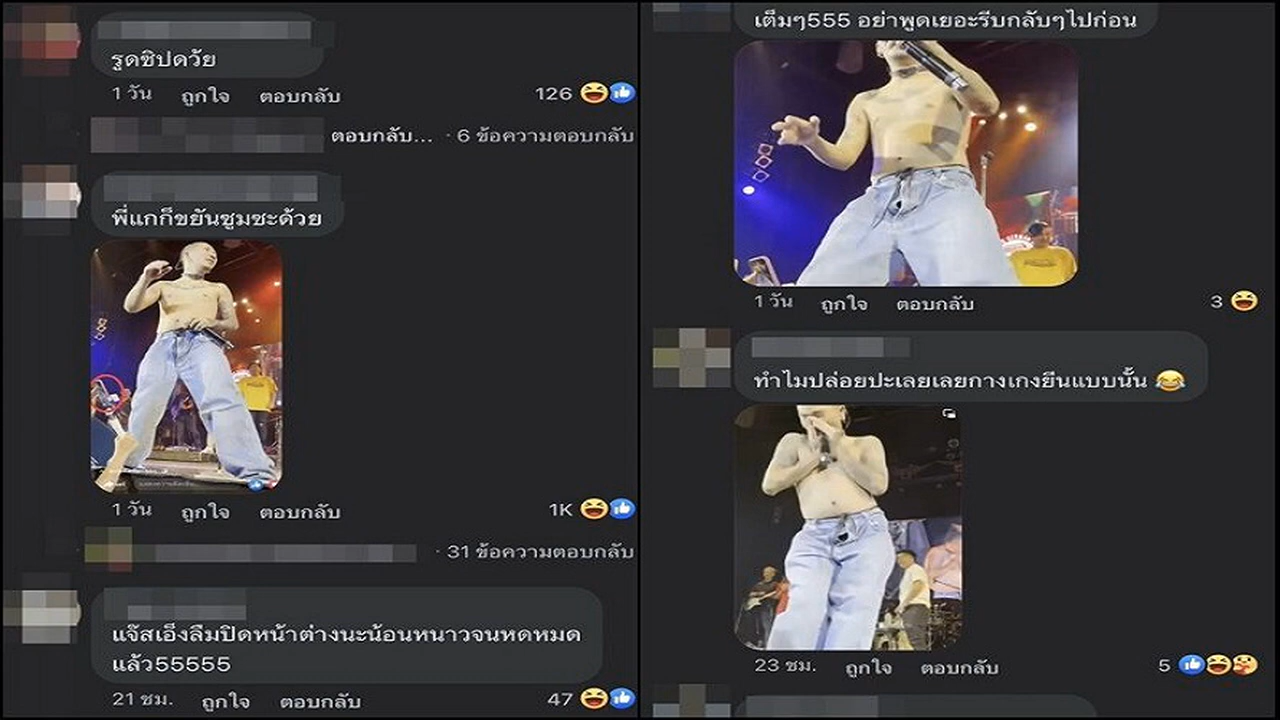 รูดซิปดวัย
1 วัน ถูกใจ ตอบกลับ 126
ตอบกลับ... · 6 ข้อความตอบกลับ
พี่แกก็ขยันซูมซะด้วย
1 วัน ถูกใจ ตอบกลับ 1K
· 31 ข้อความตอบกลับ
แจ๊สเอ็งลืมปิดหน้าต่างนะน้อนหนาวจนหดหมด
แล้ว55555
21 ชม. ถูกใจ ตอบกลับ 47
เต็มๆ555 อย่าพูดเยอะรีบกลับๆไปก่อน
1 วัน ถูกใจ ตอบกลับ 3
ทำไมปล่อยปะเลยเลยกางเกงยีนแบบนั้น 😂
23 ชม. ถูกใจ ตอบกลับ 5